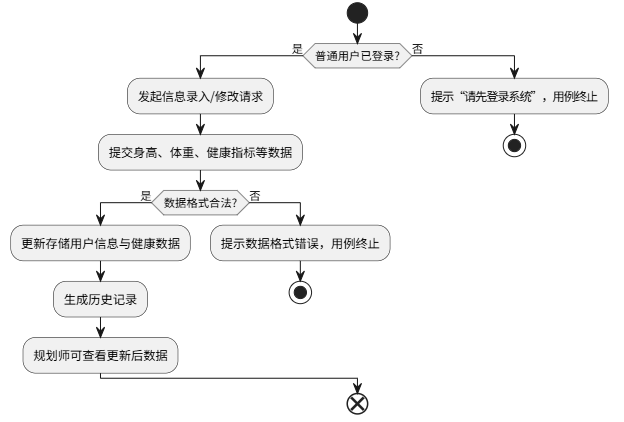 普通用户已登录?
是
否
发起信息录入/修改请求
提示“请先登录系统”，用例终止
提交身高、体重、健康指标等数据
数据格式合法?
是
否
更新存储用户信息与健康数据
提示数据格式错误，用例终止
生成历史记录
规划师可查看更新后数据